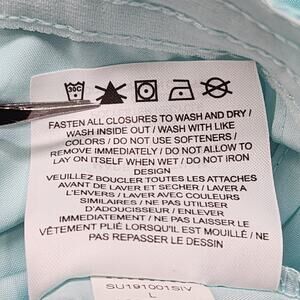 30C
FASTEN ALL CLOSURES TO WASH AND DRY /
WASH INSIDE OUT / WASH WITH LIKE
COLORS / DO NOT USE SOFTENERS /
REMOVE IMMEDIATELY / DO NOT ALLOW TO
LAY ON ITSELF WHEN WET / DO NOT IRON
DESIGN
VEUILLEZ BOUCLER TOUTES LES ATTACHES
AVANT DE LAVER ET SECHER / LAVER A
L'ENVERS / LAVER AVEC COULEURS
SIMILAIRES / NE PAS UTILISER
D'ADOUCISSEUR / ENLEVER
IMMEDIATEMENT / NE PAS LAISSER LE
VÊTEMENT PLIÉ LORSQU'IL EST MOUILLE
NE PAS REPASSER LE DESSIN
SU191001SIV
L